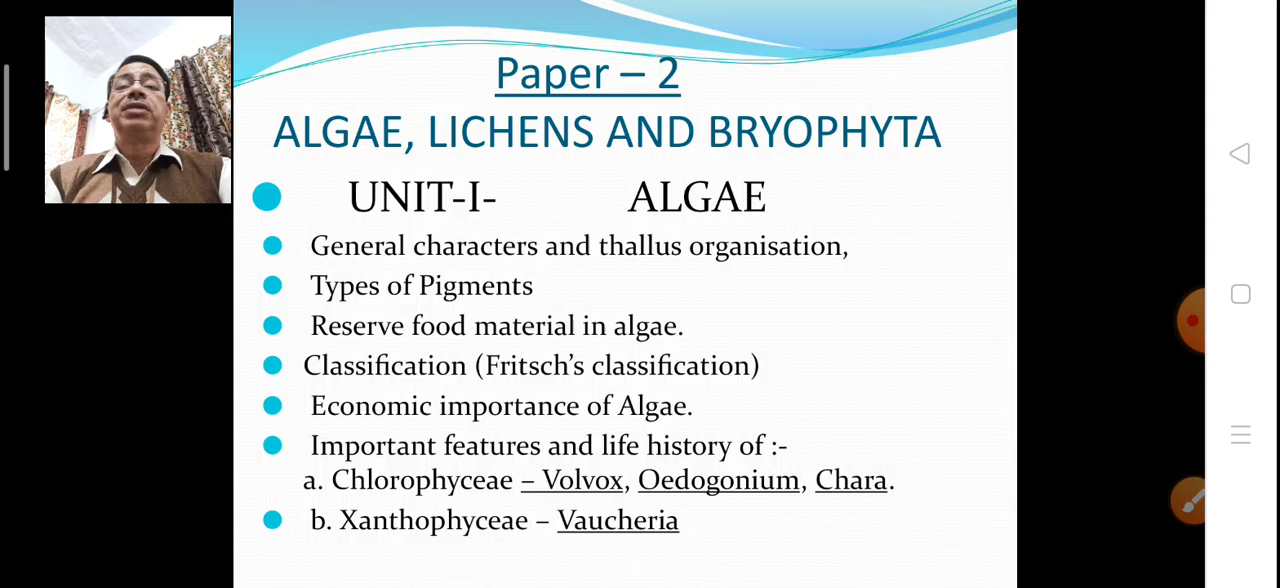 Paper – 2
ALGAE, LICHENS AND BRYOPHYTA
UNIT-I- ALGAE
General characters and thallus organisation,
Types of Pigments
Reserve food material in algae.
Classification (Fritsch’s classification)
Economic importance of Algae.
Important features and life history of :-
a. Chlorophyceae – Volvox, Oedogonium, Chara.
b. Xanthophyceae – Vaucheria